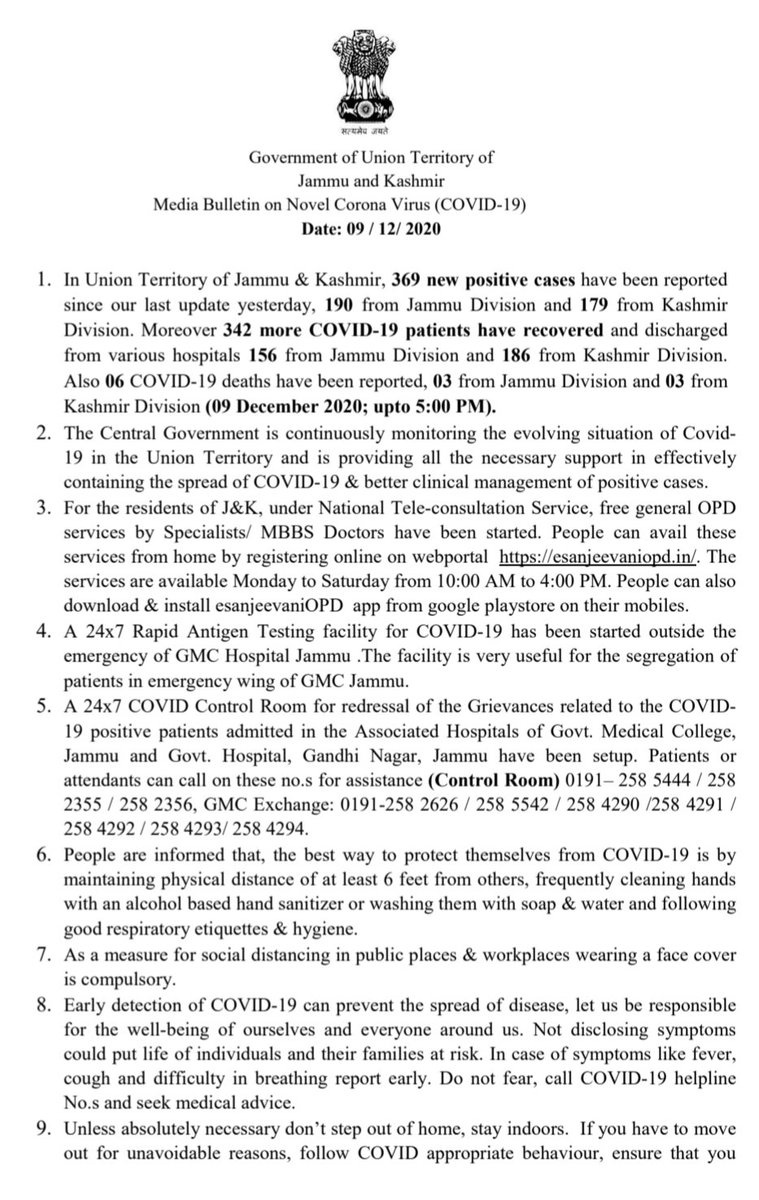 सत्यमेव जयते
Government of Union Territory of
Jammu and Kashmir
Media Bulletin on Novel Corona Virus (COVID-19)
Date: 09 / 12/ 2020
1. In Union Territory of Jammu & Kashmir, 369 new positive cases have been reported
since our last update yesterday, 190 from Jammu Division and 179 from Kashmir
Division. Moreover 342 more COVID-19 patients have recovered and discharged
from various hospitals 156 from Jammu Division and 186 from Kashmir Division.
Also 06 COVID-19 deaths have been reported, 03 from Jammu Division and 03 from
Kashmir Division (09 December 2020; upto 5:00 PM).
2. The Central Government is continuously monitoring the evolving situation of Covid-
19 in the Union Territory and is providing all the necessary support in effectively
containing the spread of COVID-19 & better clinical management of positive cases.
3. For the residents of J&K, under National Tele-consultation Service, free general OPD
services by Specialists/ MBBS Doctors have been started. People can avail these
services from home by registering online on webportal https://esanjeevaniopd.in/. The
services are available Monday to Saturday from 10:00 AM to 4:00 PM. People can also
download & install esanjeevaniOPD app from google playstore on their mobiles.
4. A 24x7 Rapid Antigen Testing facility for COVID-19 has been started outside the
emergency of GMC Hospital Jammu .The facility is very useful for the segregation of
patients in emergency wing of GMC Jammu.
5. A 24x7 COVID Control Room for redressal of the Grievances related to the COVID-
19 positive patients admitted in the Associated Hospitals of Govt. Medical College,
Jammu and Govt. Hospital, Gandhi Nagar, Jammu have been setup. Patients or
attendants can call on these no.s for assistance (Control Room) 0191– 258 5444 / 258
2355 / 258 2356, GMC Exchange: 0191-258 2626 / 258 5542 / 258 4290 /258 4291 /
258 4292 / 258 4293/ 258 4294.
6. People are informed that, the best way to protect themselves from COVID-19 is by
maintaining physical distance of at least 6 feet from others, frequently cleaning hands
with an alcohol based hand sanitizer or washing them with soap & water and following
good respiratory etiquettes & hygiene.
7. As a measure for social distancing in public places & workplaces wearing a face cover
is compulsory.
8. Early detection of COVID-19 can prevent the spread of disease, let us be responsible
for the well-being of ourselves and everyone around us. Not disclosing symptoms
could put life of individuals and their families at risk. In case of symptoms like fever,
cough and difficulty in breathing report early. Do not fear, call COVID-19 helpline
No.s and seek medical advice.
9. Unless absolutely necessary don’t step out of home, stay indoors. If you have to move
out for unavoidable reasons, follow COVID appropriate behaviour, ensure that you